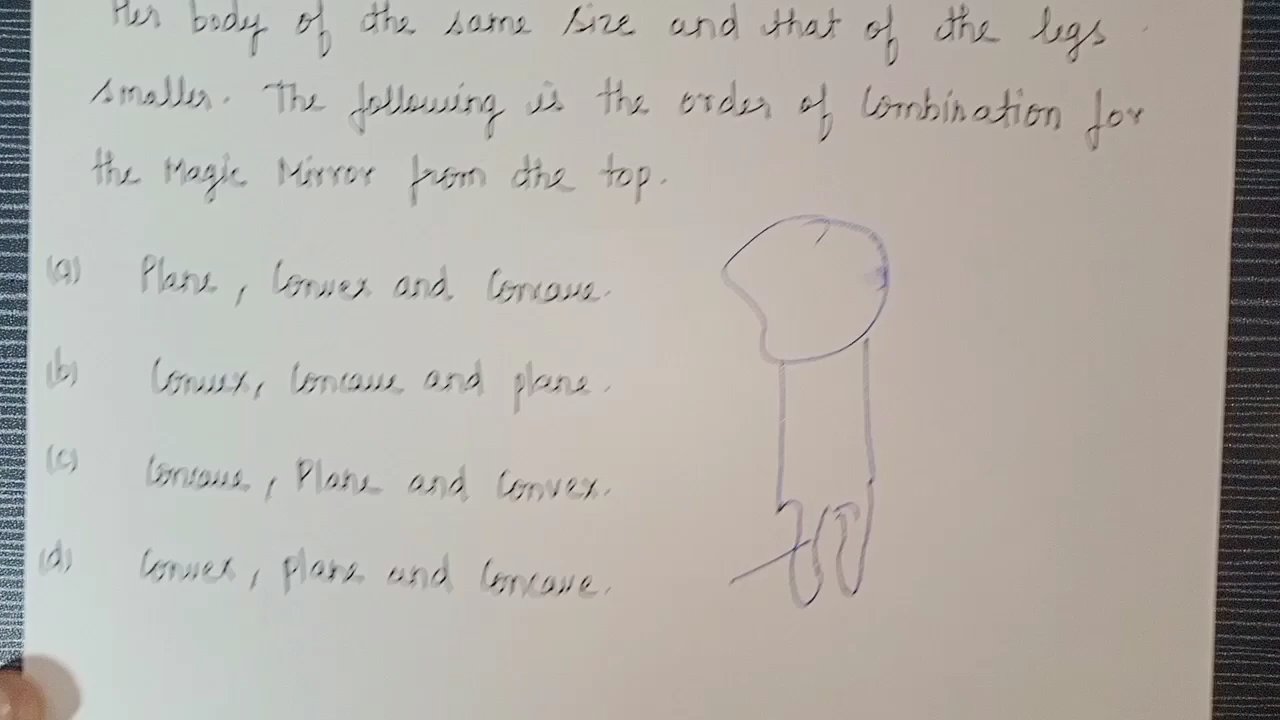 Her body of the same size and that of the legs
smaller. The following is the order of combination for
the Magic Mirror from the top.
(a) Plane, Convex and Concave.
(b) Convex, Concave and plane.
(c) Concave, Plane and Convex.
(d) Convex, plane and Concave.